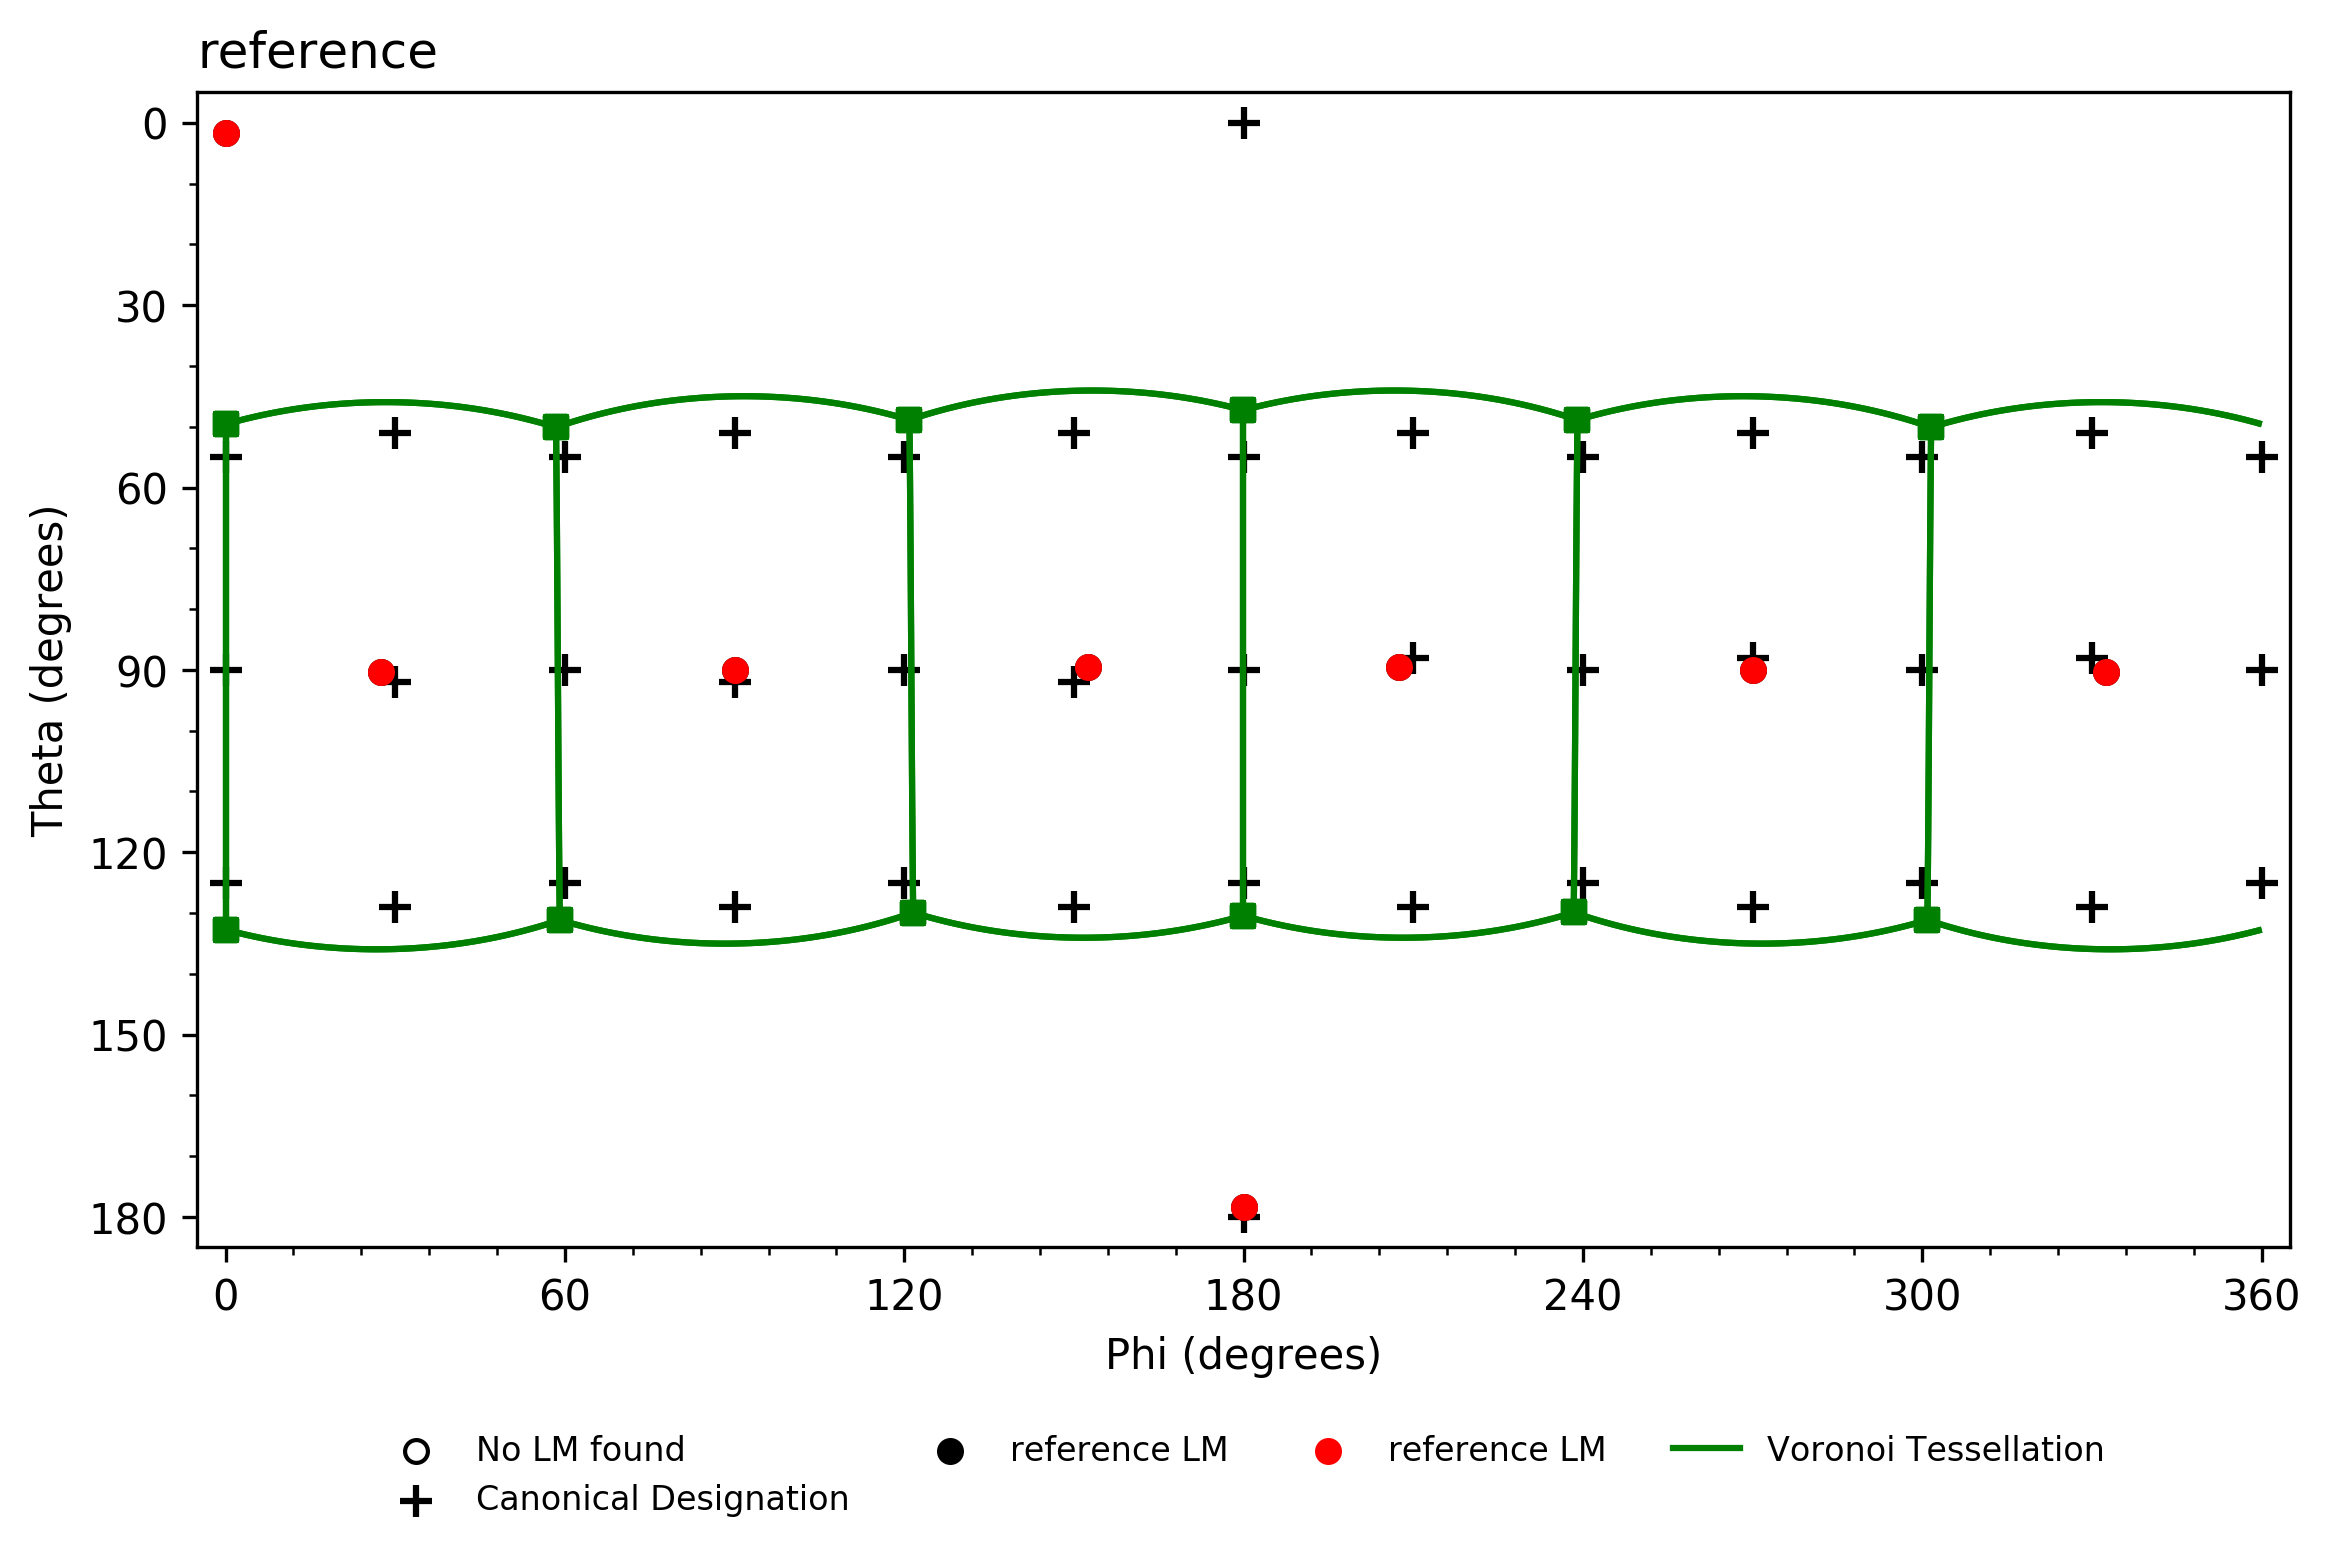 reference
0
30
60
90
120
150
180
Theta (degrees)
0 60 120 180 240 300 360
Phi (degrees)
No LM found reference LM reference LM Voronoi Tessellation
Canonical Designation